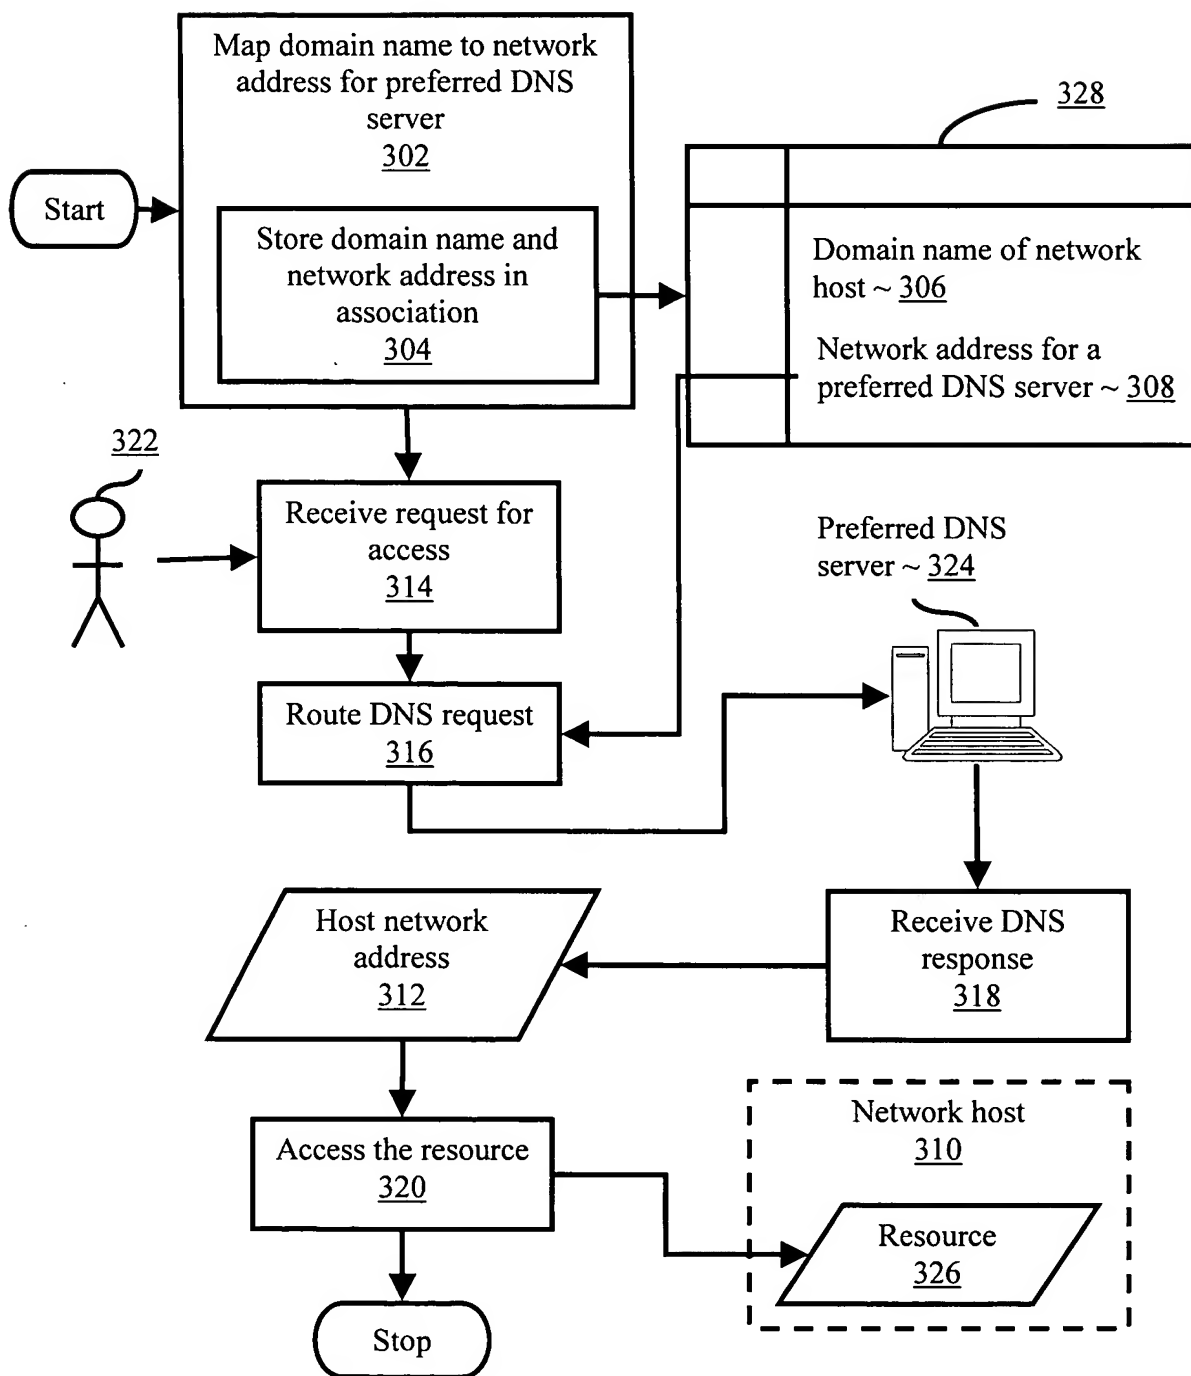 Map domain name to network
address for preferred DNS
server
302
328
Start
Store domain name and
network address in
association
304
Domain name of network
host ~ 306
Network address for a
preferred DNS server ~ 308
322
Receive request for
access
314
Preferred DNS
server ~ 324
Route DNS request
316
Host network
address
312
Receive DNS
response
318
Access the resource
320
Network host
310
Resource
326
Stop